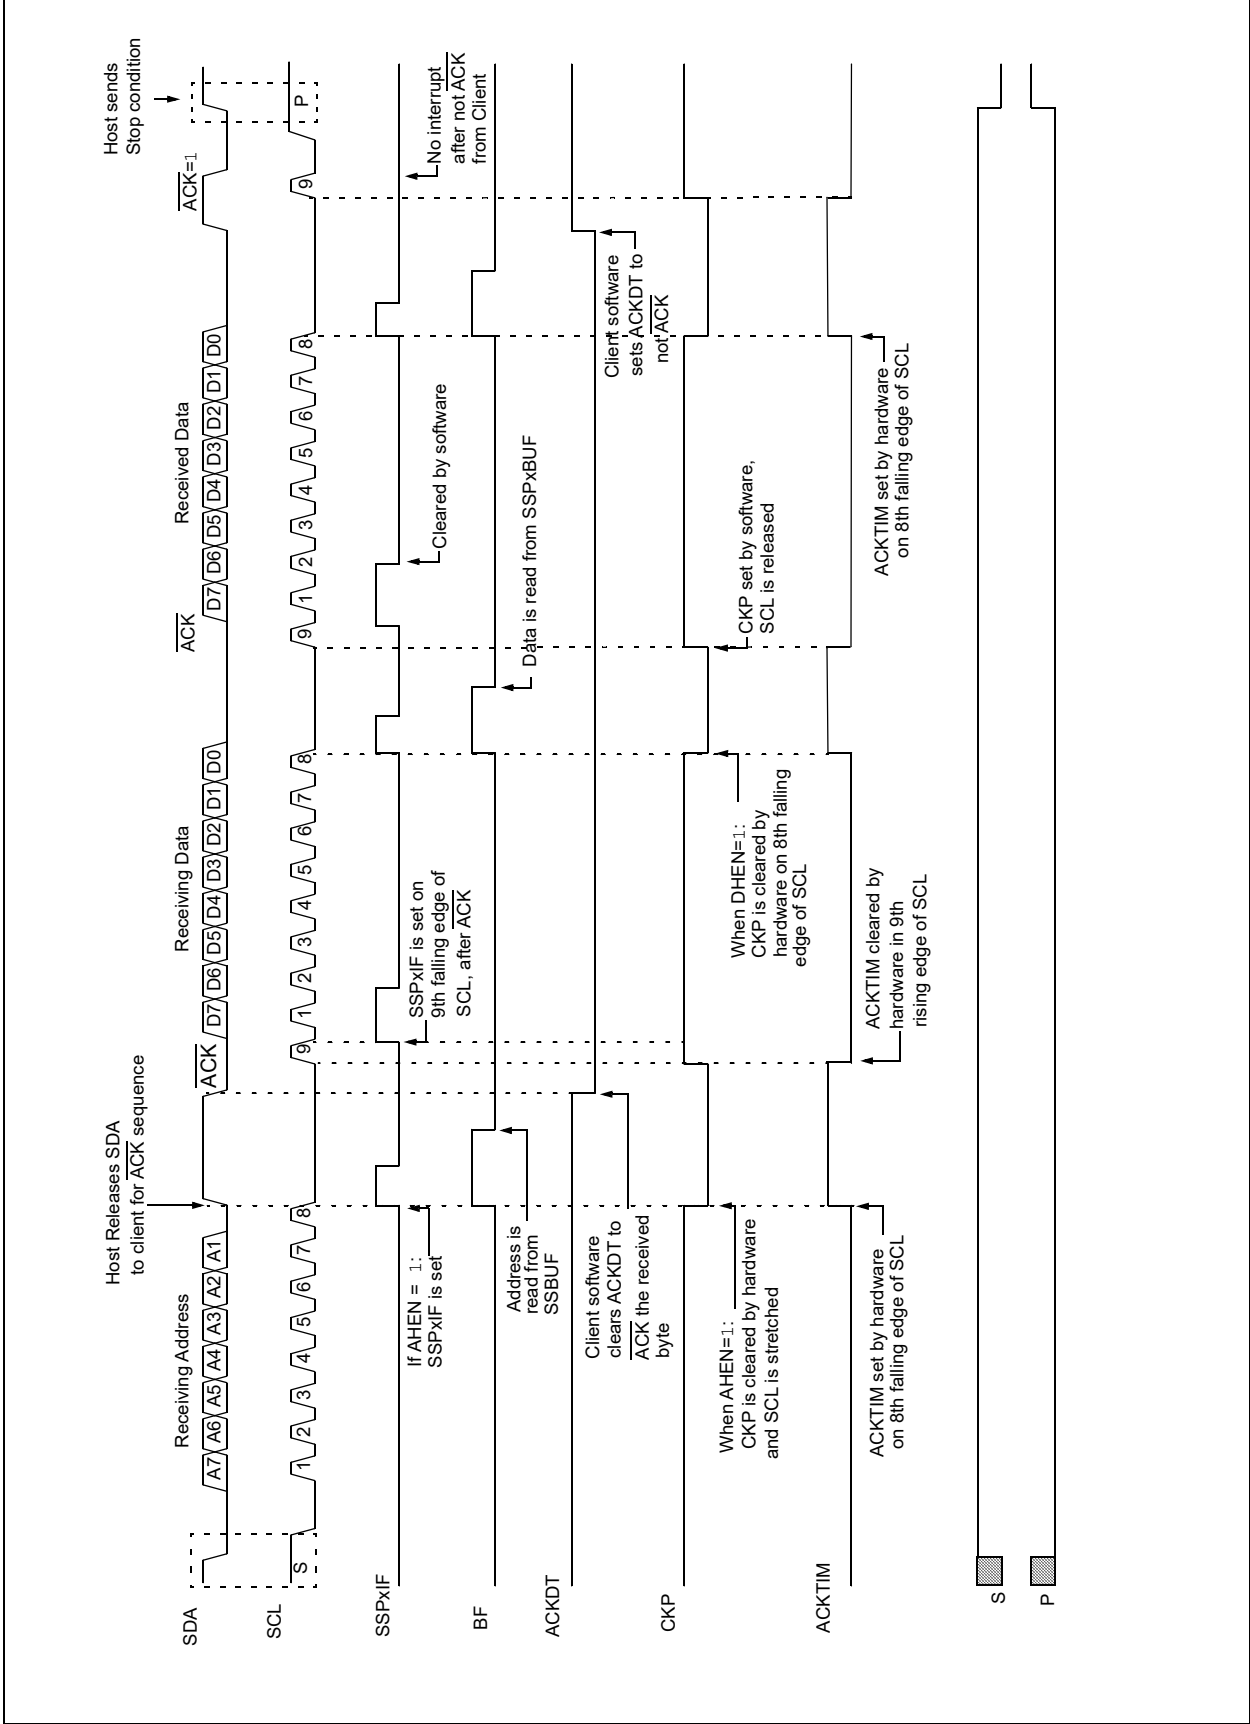 Host Releases SDA
to client for ACK sequence
Host sends
Stop condition
Receiving Address
Receiving Data
Received Data
ACK
ACK
ACK=1
SDA
A7 A6 A5 A4 A3 A2 A1
D7 D6 D5 D4 D3 D2 D1 D0
D7 D6 D5 D4 D3 D2 D1 D0
SCL
S 1 2 3 4 5 6 7 8 9 1 2 3 4 5 6 7 8 9 1 2 3 4 5 6 7 8 9 P
SSPxIF
If AHEN = 1:
SSPxIF is set
SSPxIF is set on
9th falling edge of
SCL, after ACK
Cleared by software
No interrupt
after not ACK
from Client
BF
Address is
read from
SSBUF
Data is read from SSPxBUF
ACKDT
Client software
clears ACKDT to
ACK the received
byte
Client software
sets ACKDT to
not ACK
CKP
When AHEN=1:
CKP is cleared by hardware
and SCL is stretched
When DHEN=1:
CKP is cleared by
hardware on 8th falling
edge of SCL
CKP set by software,
SCL is released
ACKTIM
ACKTIM set by hardware
on 8th falling edge of SCL
ACKTIM cleared by
hardware in 9th
rising edge of SCL
ACKTIM set by hardware
on 8th falling edge of SCL
S
P